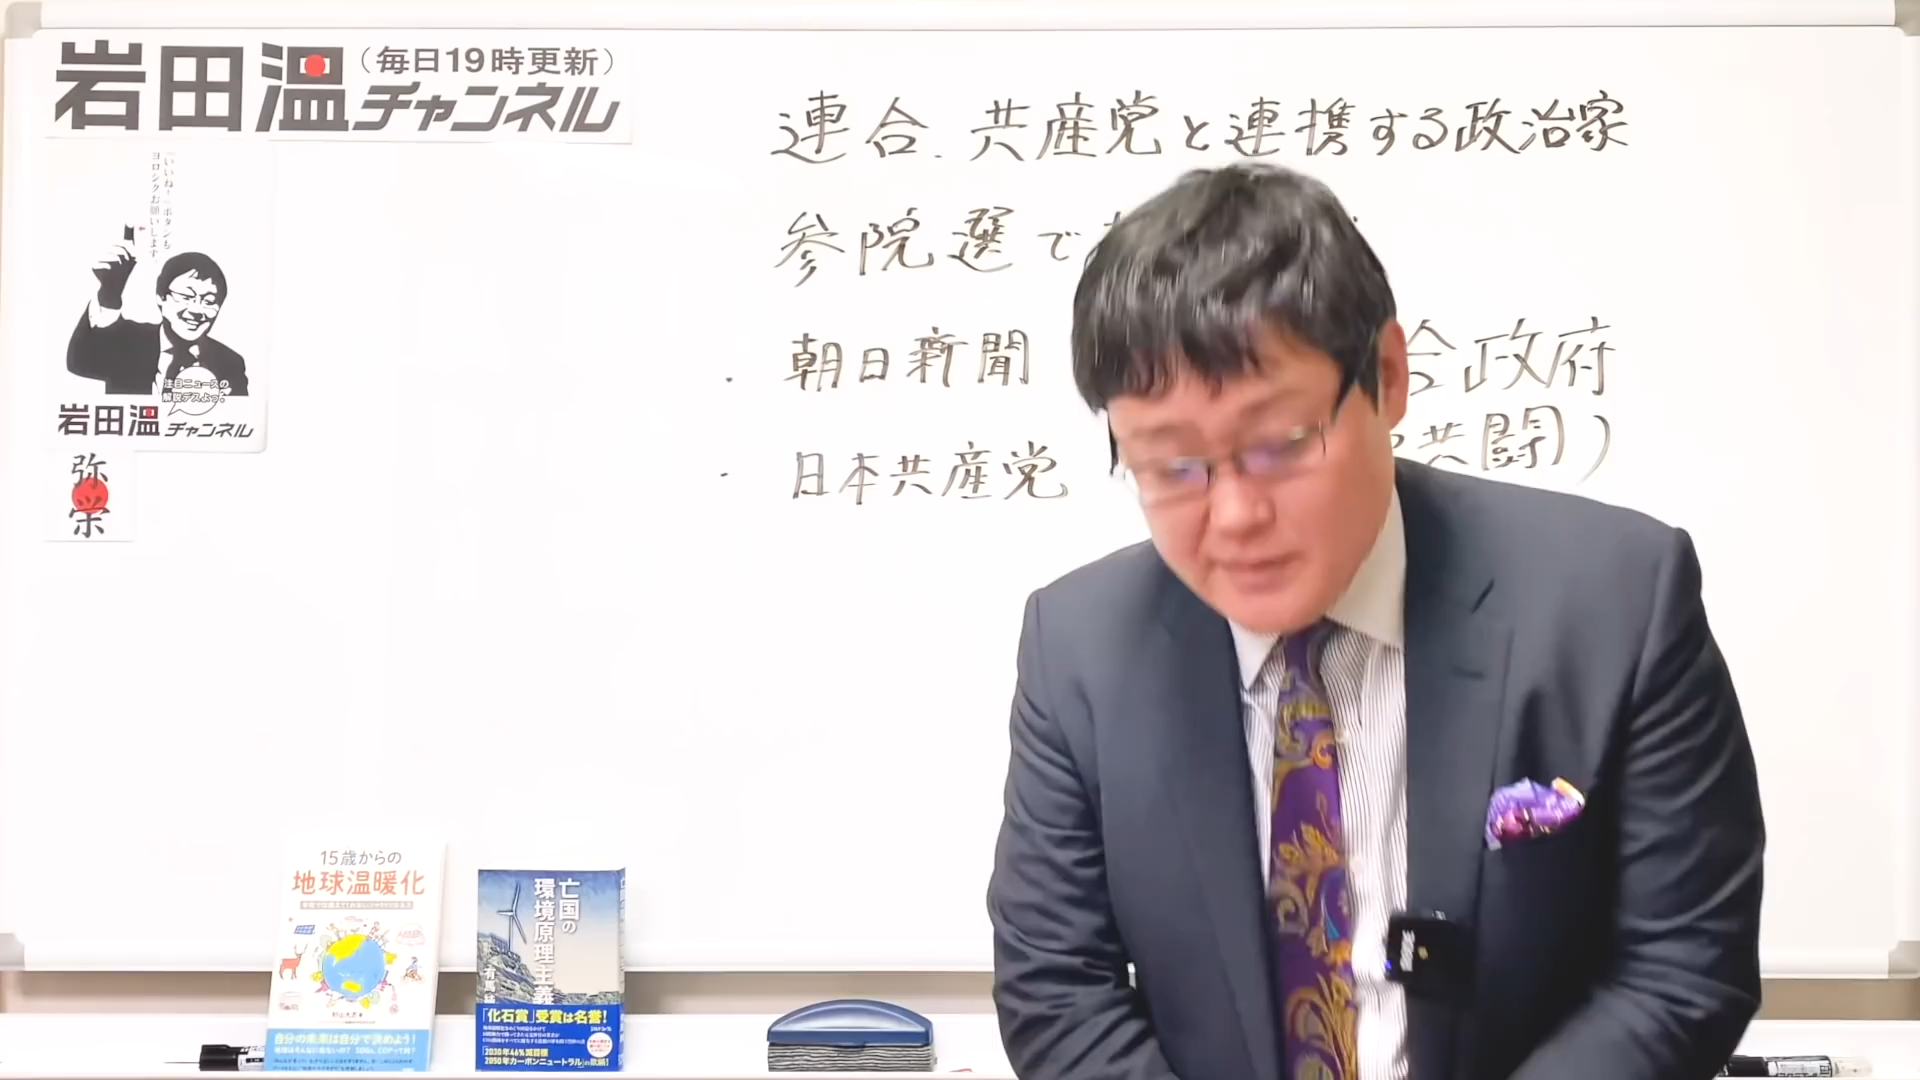 岩田温チャンネル
（毎日19時更新）
「いいね！」ボタンも
ヨロシクお願いします。
注目ニュースの
解説デスよっ。
岩田温チャンネル
弥栄
連合、共産党と連携する政治家
参院選で
・朝日新聞
合政府
・日本共産党
共闘）
15歳からの
地球温暖化
自分の未来は自分で決めよう！
亡国の
環境原理主義
有馬純
「化石賞」受賞は名誉！
「2030年46％減目標
2050年カーボンニュートラル」の欺瞞！